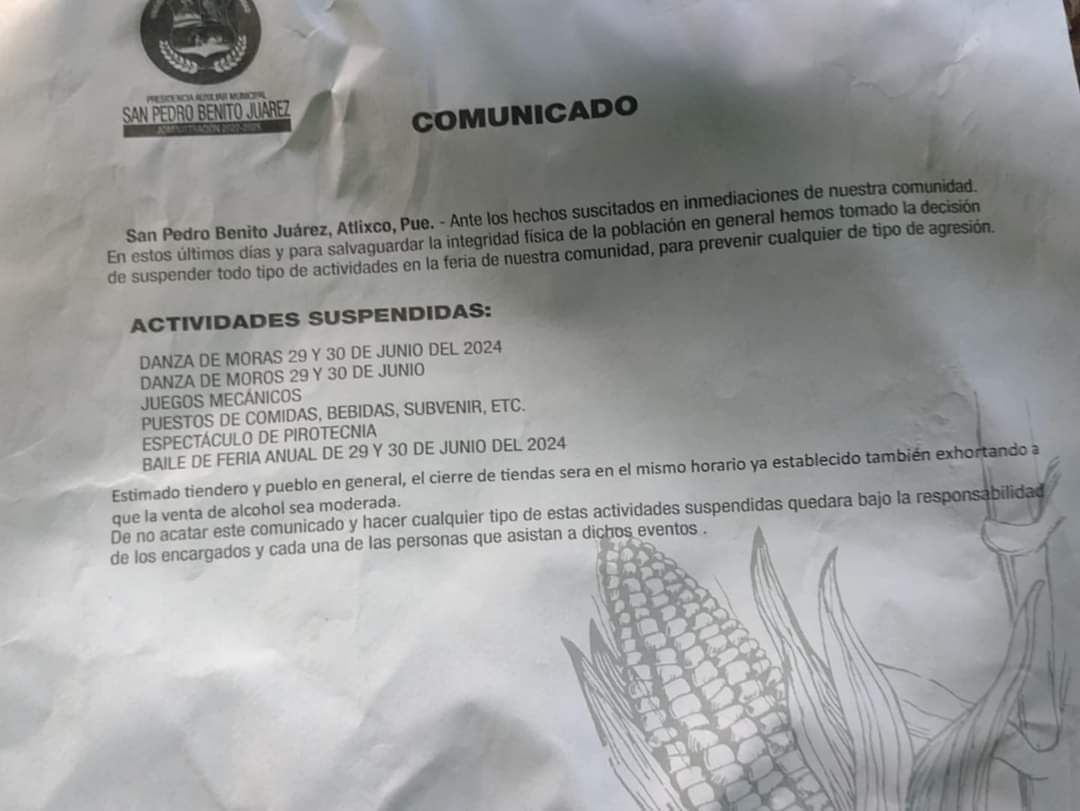 PRESIDENCIA AUXILIAR MUNICIPAL
SAN PEDRO BENITO JUAREZ
ADMINISTRACIÓN 2022-2025
COMUNICADO
San Pedro Benito Juárez, Atlixco, Pue. - Ante los hechos suscitados en inmediaciones de nuestra comunidad.
En estos últimos días y para salvaguardar la integridad física de la población en general hemos tomado la decisión
de suspender todo tipo de actividades en la feria de nuestra comunidad, para prevenir cualquier de tipo de agresión.
ACTIVIDADES SUSPENDIDAS:
DANZA DE MORAS 29 Y 30 DE JUNIO DEL 2024
DANZA DE MOROS 29 Y 30 DE JUNIO
JUEGOS MECÁNICOS
PUESTOS DE COMIDAS, BEBIDAS, SUBVENIR, ETC.
ESPECTÁCULO DE PIROTECNIA
BAILE DE FERIA ANUAL DE 29 Y 30 DE JUNIO DEL 2024
Estimado tiendero y pueblo en general, el cierre de tiendas sera en el mismo horario ya establecido también exhortando a
que la venta de alcohol sea moderada.
De no acatar este comunicado y hacer cualquier tipo de estas actividades suspendidas quedara bajo la responsabilidad
de los encargados y cada una de las personas que asistan a dichos eventos .